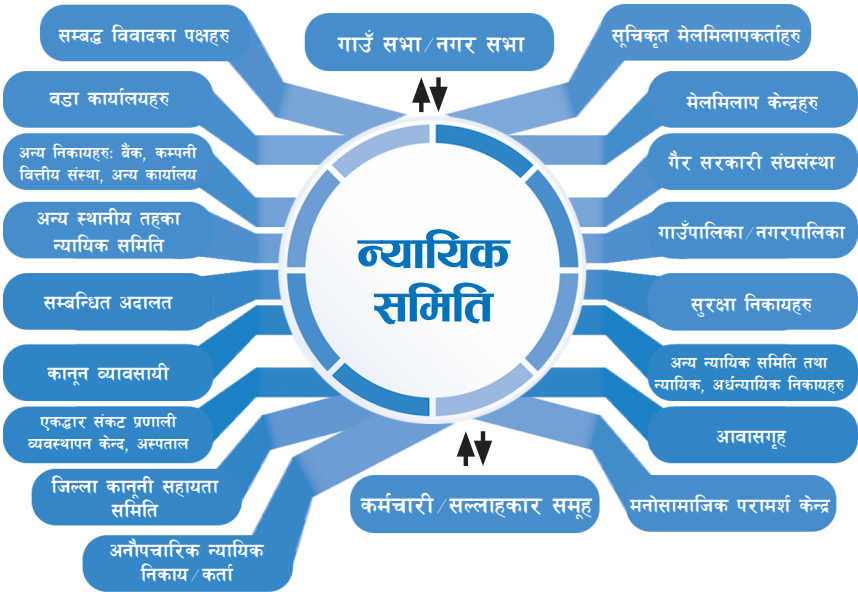 सम्बद्ध विवादका पक्षहरु
गाउँ सभा/नगर सभा
सूचिकृत मेलमिलापकर्ताहरु
वडा कार्यालयहरु
मेलमिलाप केन्द्रहरु
अन्य निकायहरुः बैंक, कम्पनी
वित्तीय संस्था, अन्य कार्यालय
गैर सरकारी संघसंस्था
अन्य स्थानीय तहका
न्यायिक समिति
गाउँपालिका/नगरपालिका
न्यायिक
समिति
सम्बन्धित अदालत
सुरक्षा निकायहरु
कानून व्यावसायी
अन्य न्यायिक समिति तथा
न्यायिक, अर्धन्यायिक निकायहरु
एकद्धार संकट प्रणाली
व्यवस्थापन केन्द, अस्पताल
आवासगृह
जिल्ला कानूनी सहायता
समिति
कर्मचारी/सल्लाहकार समूह
मनोसामाजिक परामर्श केन्द्र
अनौपचारिक न्यायिक
निकाय/कर्ता